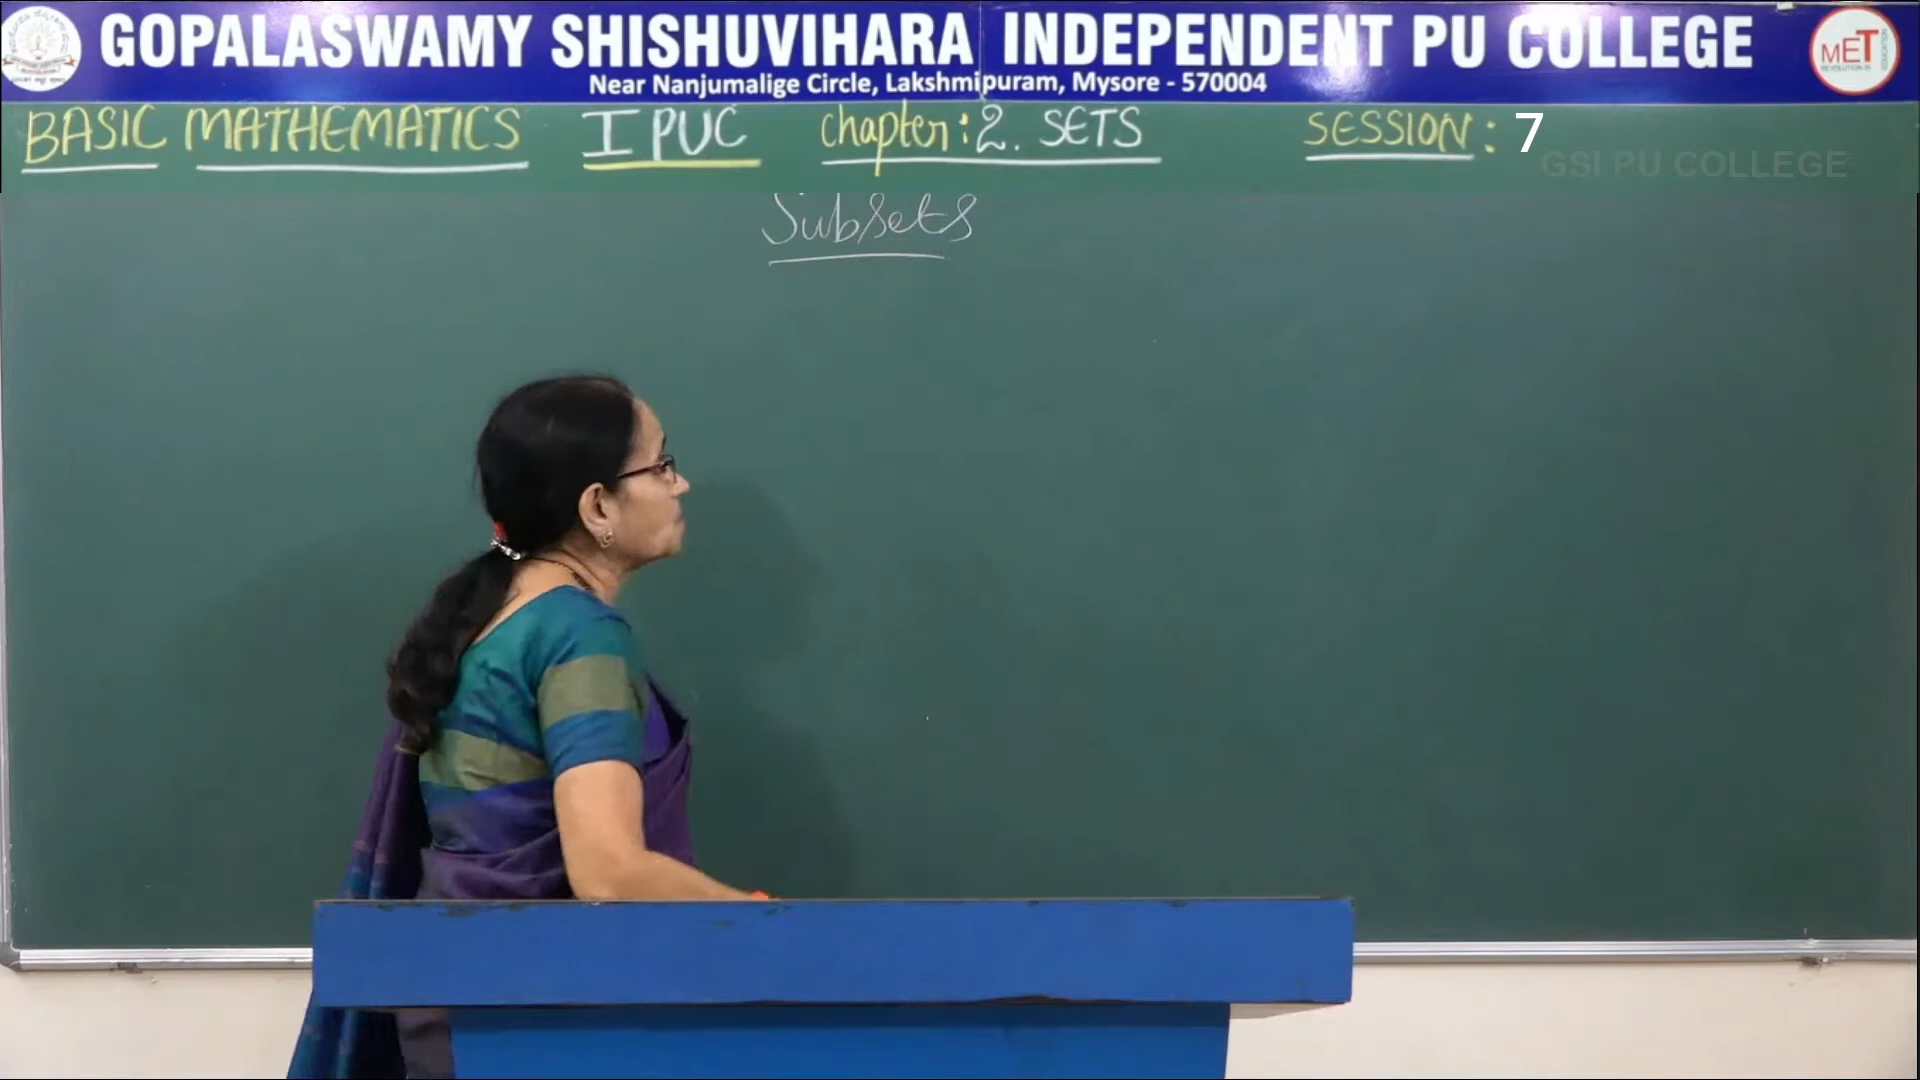 GOPALASWAMY SHISHUVIHARA INDEPENDENT PU COLLEGE
Near Nanjumalige Circle, Lakshmipuram, Mysore - 570004
MET
BASIC MATHEMATICS I PUC chapter: 2. SETS SESSION: 7
GSI PU COLLEGE
Subsets